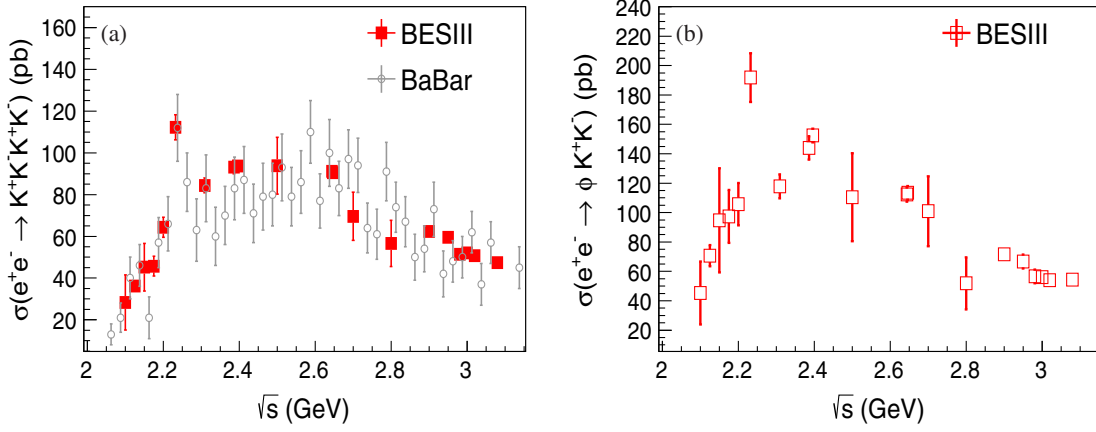 (a)
BESIII
BaBar
σ(e⁺e⁻ → K⁺K⁻K⁺K⁻) (pb)
160
140
120
100
80
60
40
20
2 2.2 2.4 2.6 2.8 3
√s (GeV)
(b)
BESIII
σ(e⁺e⁻ → ϕ K⁺K⁻) (pb)
240
220
200
180
160
140
120
100
80
60
40
20
2 2.2 2.4 2.6 2.8 3
√s (GeV)